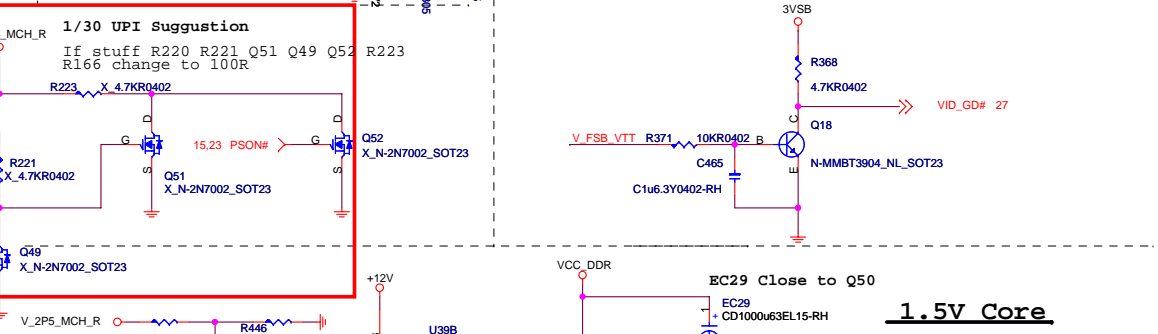 1/30 UPI Suggustion
_MCH_R
If stuff R220 R221 Q51 Q49 Q52 R223
R166 change to 100R
R223
X_4.7KR0402
D
D
G
G
15,23 PSON#
Q52
X_N-2N7002_SOT23
R221
X_4.7KR0402
S
S
Q51
X_N-2N7002_SOT23
Q49
X_N-2N7002_SOT23
3VSB
R368
4.7KR0402
VID_GD# 27
C
Q18
V_FSB_VTT
R371
10KR0402
B
N-MMBT3904_NL_SOT23
C465
E
C1u6.3Y0402-RH
+12V
VCC_DDR
EC29 Close to Q50
EC29
+ CD1000u63EL15-RH
1
1.5V Core
V_2P5_MCH_R
R446
U39B